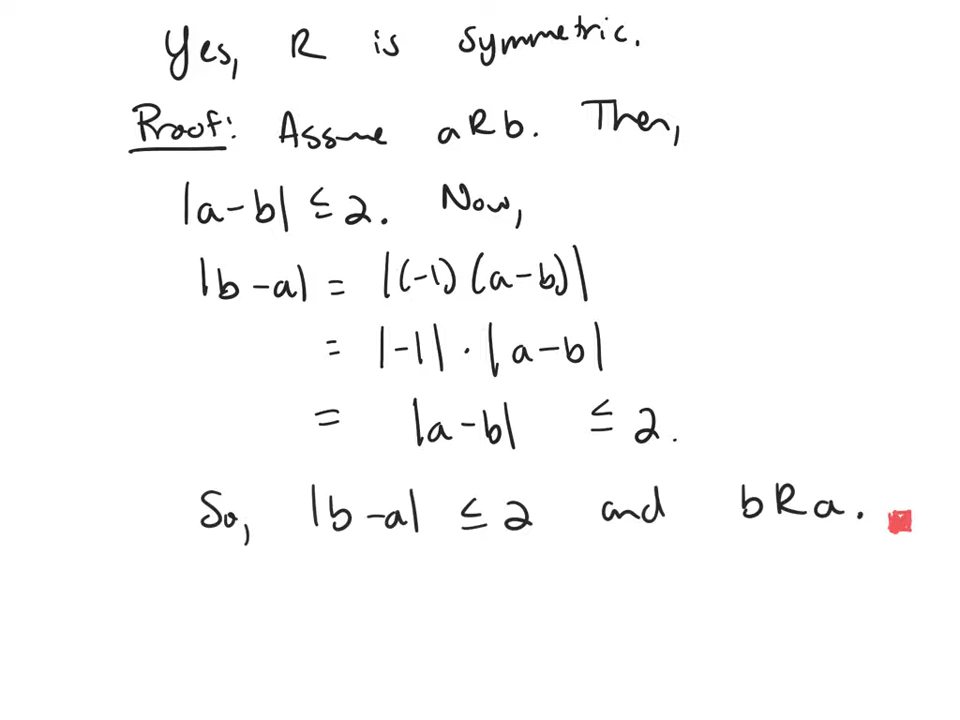 Yes, R is symmetric.
Proof: Assume aRb. Then,
|a-b| ≤ 2. Now,
|b-a| = |(-1)(a-b)|
= |-1| · |a-b|
= |a-b| ≤ 2.
So, |b-a| ≤ 2 and bRa.